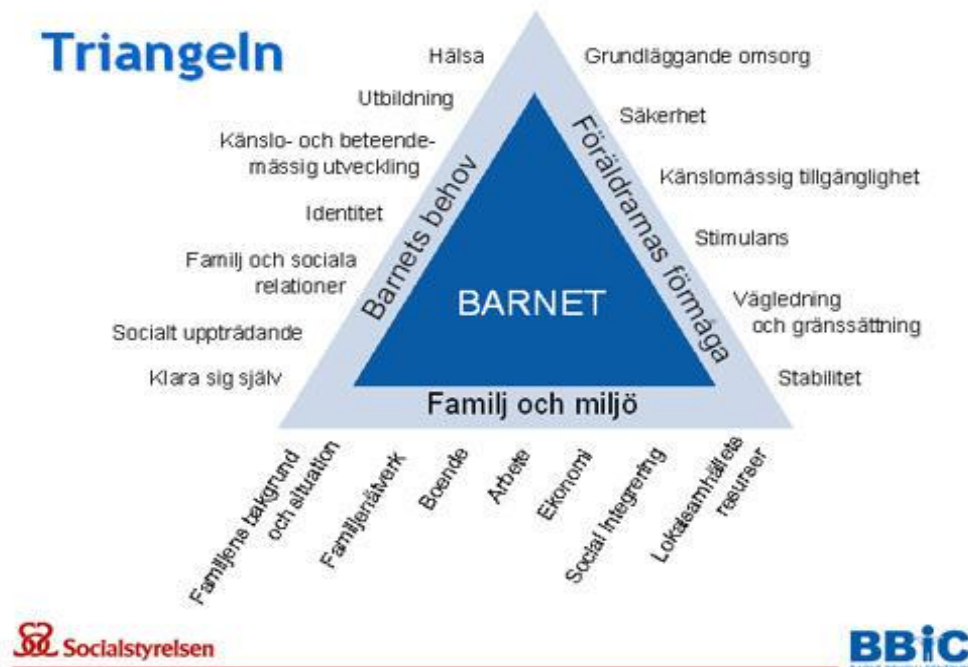 Triangeln
Hälsa
Utbildning
Känslo- och beteende-
mässig utveckling
Identitet
Familj och sociala
relationer
Socialt uppträdande
Klara sig själv
Barnets behov
Grundläggande omsorg
Säkerhet
Känslomässig tillgänglighet
Stimulans
Vägledning
och gränssättning
Stabilitet
Föräldrarnas förmåga
BARNET
Familj och miljö
Familjens bakgrund
och situation
Familjenätverk
Boende
Arbete
Ekonomi
Social Integrering
Lokalsamhällets
resurser
Socialstyrelsen
BBiC